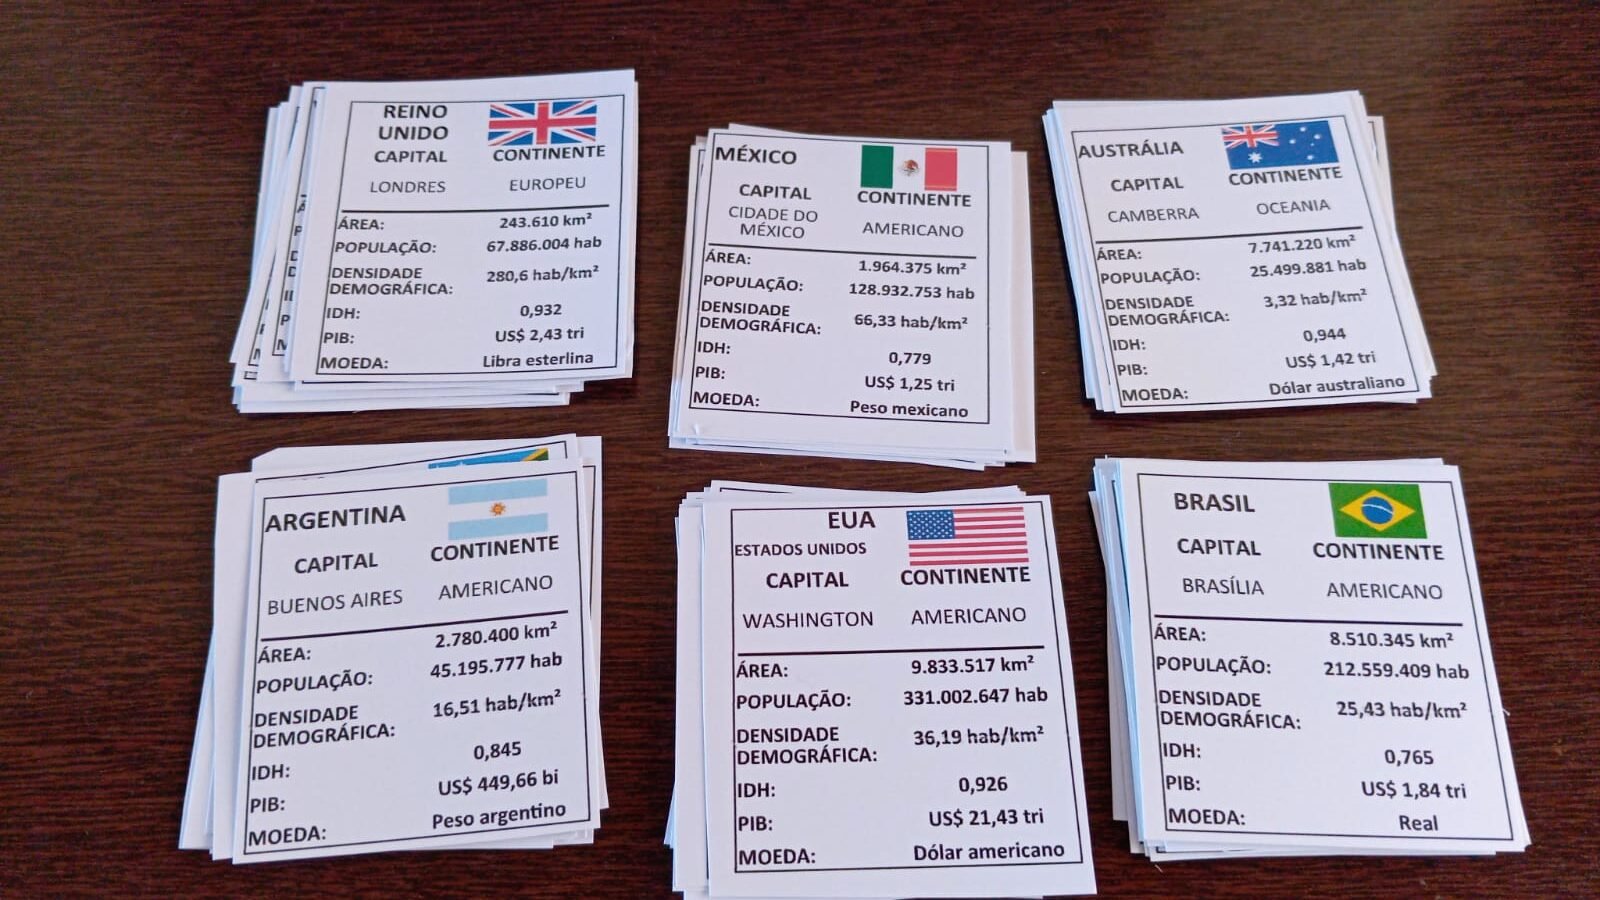 REINO
UNIDO
CAPITAL CONTINENTE
LONDRES EUROPEU
ÁREA: 243.610 km²
POPULAÇÃO: 67.886.004 hab
DENSIDADE
DEMOGRÁFICA: 280,6 hab/km²
IDH: 0,932
PIB: US$ 2,43 tri
MOEDA: Libra esterlina
MÉXICO
CAPITAL CONTINENTE
CIDADE DO
MÉXICO AMERICANO
ÁREA: 1.964.375 km²
POPULAÇÃO: 128.932.753 hab
DENSIDADE
DEMOGRÁFICA: 66,33 hab/km²
IDH: 0,779
PIB: US$ 1,25 tri
MOEDA: Peso mexicano
AUSTRÁLIA
CAPITAL CONTINENTE
CAMBERRA OCEANIA
ÁREA: 7.741.220 km²
POPULAÇÃO: 25.499.881 hab
DENSIDADE
DEMOGRÁFICA: 3,32 hab/km²
IDH: 0,944
PIB: US$ 1,42 tri
MOEDA: Dólar australiano
ARGENTINA
CAPITAL CONTINENTE
BUENOS AIRES AMERICANO
ÁREA: 2.780.400 km²
POPULAÇÃO: 45.195.777 hab
DENSIDADE
DEMOGRÁFICA: 16,51 hab/km²
IDH: 0,845
PIB: US$ 449,66 bi
MOEDA: Peso argentino
EUA
ESTADOS UNIDOS
CAPITAL CONTINENTE
WASHINGTON AMERICANO
ÁREA: 9.833.517 km²
POPULAÇÃO: 331.002.647 hab
DENSIDADE
DEMOGRÁFICA: 36,19 hab/km²
IDH: 0,926
PIB: US$ 21,43 tri
MOEDA: Dólar americano
BRASIL
CAPITAL CONTINENTE
BRASÍLIA AMERICANO
ÁREA: 8.510.345 km²
POPULAÇÃO: 212.559.409 hab
DENSIDADE
DEMOGRÁFICA: 25,43 hab/km²
IDH: 0,765
PIB: US$ 1,84 tri
MOEDA: Real